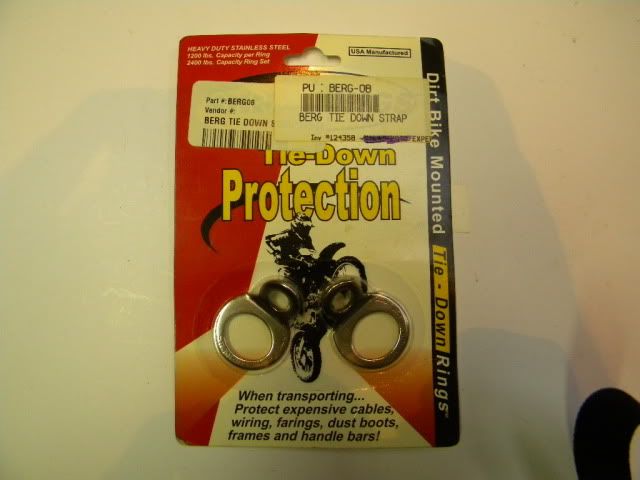 HEAVY DUTY STAINLESS STEEL
1200 lbs. Capacity per Ring
2400 lbs. Capacity Ring Set
USA Manufactured
PU : BERG-08
BERG TIE DOWN STRAP
Inv #124358
Part #: BERG08
Vendor #:
BERG TIE DOWN S
Tie-Down
Protection
Dirt Bike Mounted Tie - Down Rings
When transporting...
Protect expensive cables,
wiring, farings, dust boots,
frames and handle bars!